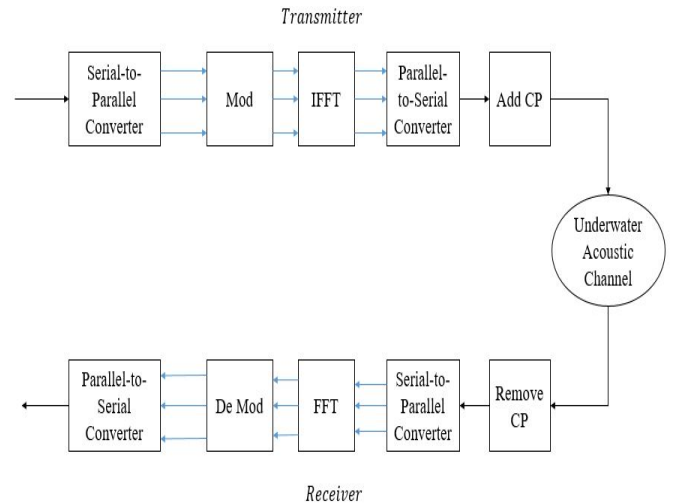 Transmitter
Serial-to-
Parallel
Converter
Mod
IFFT
Parallel-
to-Serial
Converter
Add CP
Underwater
Acoustic
Channel
Parallel-to-
Serial
Converter
De Mod
FFT
Serial-to-
Parallel
Converter
Remove
CP
Receiver